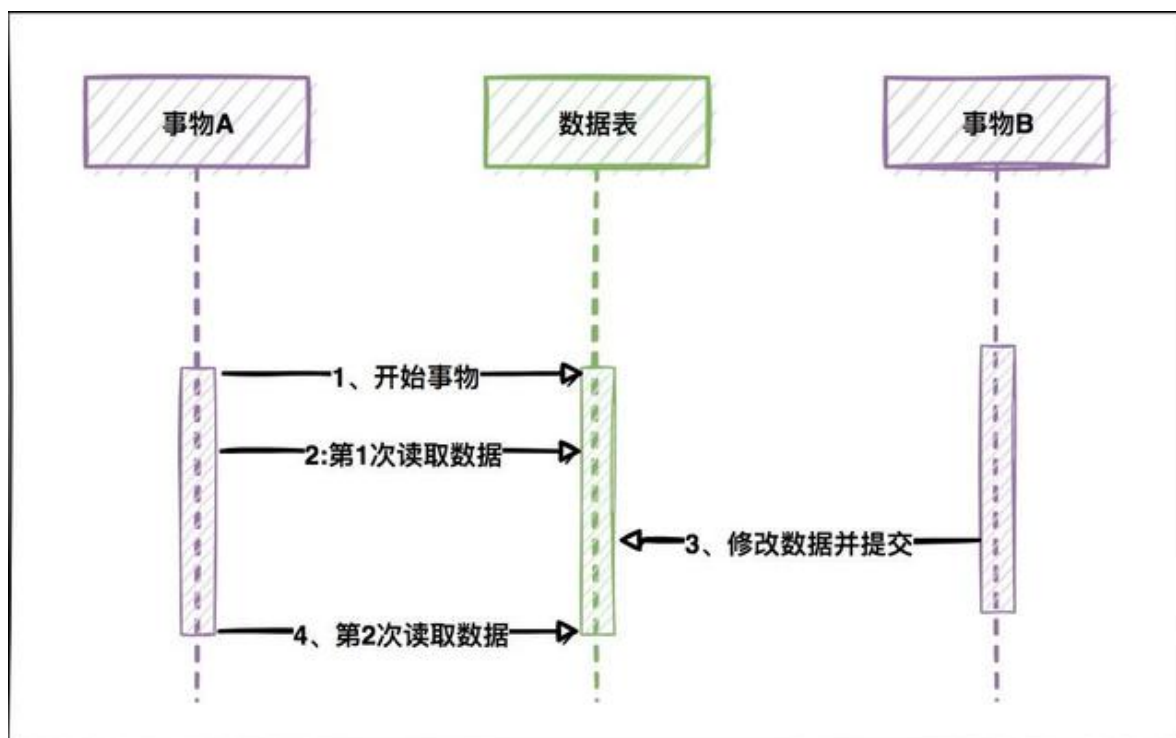 事物A
数据表
事物B
1、开始事物
2:第1次读取数据
3、修改数据并提交
4、第2次读取数据